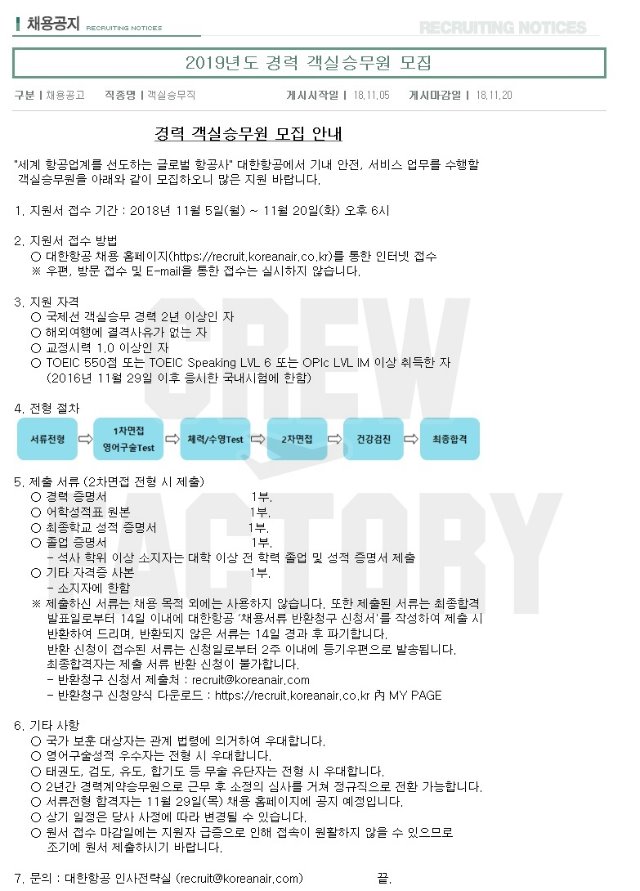 채용공지 RECRUITING NOTICES
RECRUITING NOTICES
2019년도 경력 객실승무원 모집
구분 | 채용공고 직종명 | 객실승무직 게시시작일 | 18.11.05 게시마감일 | 18.11.20
경력 객실승무원 모집 안내
"세계 항공업계를 선도하는 글로벌 항공사" 대한항공에서 기내 안전, 서비스 업무를 수행할
객실승무원을 아래와 같이 모집하오니 많은 지원 바랍니다.
1. 지원서 접수 기간 : 2018년 11월 5일(월) ~ 11월 20일(화) 오후 6시
2. 지원서 접수 방법
○ 대한항공 채용 홈페이지(https://recruit.koreanair.co.kr)를 통한 인터넷 접수
※ 우편, 방문 접수 및 E-mail을 통한 접수는 실시하지 않습니다.
3. 지원 자격
○ 국제선 객실승무 경력 2년 이상인 자
○ 해외여행에 결격사유가 없는 자
○ 교정시력 1.0 이상인 자
○ TOEIC 550점 또는 TOEIC Speaking LVL 6 또는 OPIc LVL IM 이상 취득한 자
(2016년 11월 29일 이후 응시한 국내시험에 한함)
4. 전형 절차
서류전형 ⇨ 1차면접 영어구술Test ⇨ 체력/수영Test ⇨ 2차면접 ⇨ 건강검진 ⇨ 최종합격
5. 제출 서류 (2차면접 전형 시 제출)
○ 경력 증명서 1부.
○ 어학성적표 원본 1부.
○ 최종학교 성적 증명서 1부.
○ 졸업 증명서 1부.
- 석사 학위 이상 소지자는 대학 이상 전 학력 졸업 및 성적 증명서 제출
○ 기타 자격증 사본 1부.
- 소지자에 한함
※ 제출하신 서류는 채용 목적 외에는 사용하지 않습니다. 또한 제출된 서류는 최종합격
발표일로부터 14일 이내에 대한항공 '채용서류 반환청구 신청서'를 작성하여 제출 시
반환하여 드리며, 반환되지 않은 서류는 14일 경과 후 파기합니다.
반환 신청이 접수된 서류는 신청일로부터 2주 이내에 등기우편으로 발송됩니다.
최종합격자는 제출 서류 반환 신청이 불가합니다.
- 반환청구 신청서 제출처 : recruit@koreanair.com
- 반환청구 신청양식 다운로드 : https://recruit.koreanair.co.kr 內 MY PAGE
6. 기타 사항
○ 국가 보훈 대상자는 관계 법령에 의거하여 우대합니다.
○ 영어구술성적 우수자는 전형 시 우대합니다.
○ 태권도, 검도, 유도, 합기도 등 무술 유단자는 전형 시 우대합니다.
○ 2년간 경력계약승무원으로 근무 후 소정의 심사를 거쳐 정규직으로 전환 가능합니다.
○ 서류전형 합격자는 11월 29일(목) 채용 홈페이지에 공지 예정입니다.
○ 상기 일정은 당사 사정에 따라 변경될 수 있습니다.
○ 원서 접수 마감일에는 지원자 급증으로 인해 접속이 원활하지 않을 수 있으므로
조기에 원서 제출하시기 바랍니다.
7. 문의 : 대한항공 인사전략실 (recruit@koreanair.com) 끝.
CREW
FACTORY